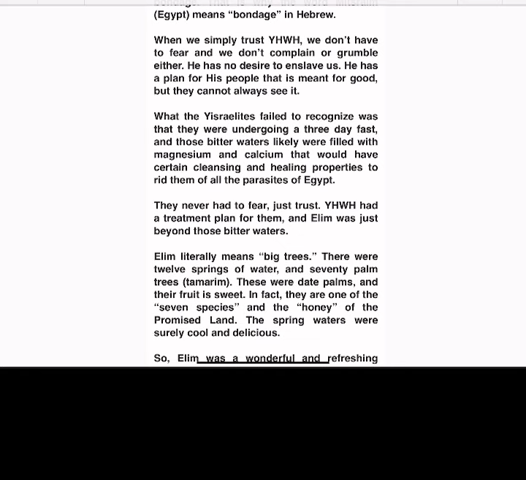 (Egypt) means “bondage” in Hebrew.
When we simply trust YHWH, we don’t have
to fear and we don’t complain or grumble
either. He has no desire to enslave us. He has
a plan for His people that is meant for good,
but they cannot always see it.
What the Yisraelites failed to recognize was
that they were undergoing a three day fast,
and those bitter waters likely were filled with
magnesium and calcium that would have
certain cleansing and healing properties to
rid them of all the parasites of Egypt.
They never had to fear, just trust. YHWH had
a treatment plan for them, and Elim was just
beyond those bitter waters.
Elim literally means “big trees.” There were
twelve springs of water, and seventy palm
trees (tamarim). These were date palms, and
their fruit is sweet. In fact, they are one of the
“seven species” and the “honey” of the
Promised Land. The spring waters were
surely cool and delicious.
So, Elim was a wonderful and refreshing